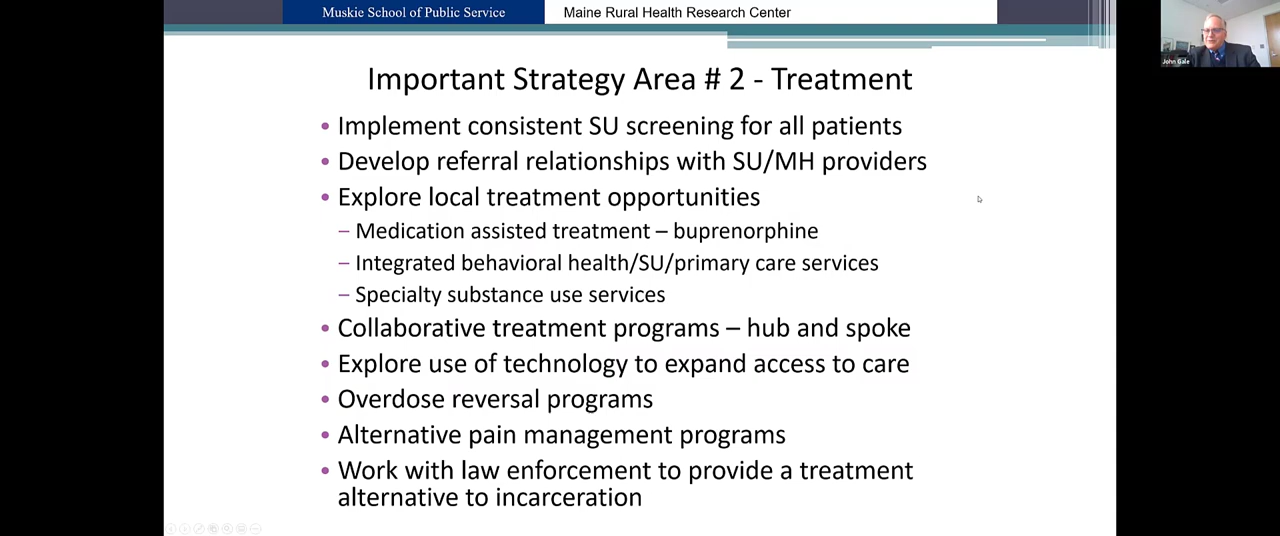 Muskie School of Public Service
Maine Rural Health Research Center
John Gale
Important Strategy Area # 2 - Treatment
• Implement consistent SU screening for all patients
• Develop referral relationships with SU/MH providers
• Explore local treatment opportunities
– Medication assisted treatment – buprenorphine
– Integrated behavioral health/SU/primary care services
– Specialty substance use services
• Collaborative treatment programs – hub and spoke
• Explore use of technology to expand access to care
• Overdose reversal programs
• Alternative pain management programs
• Work with law enforcement to provide a treatment
alternative to incarceration